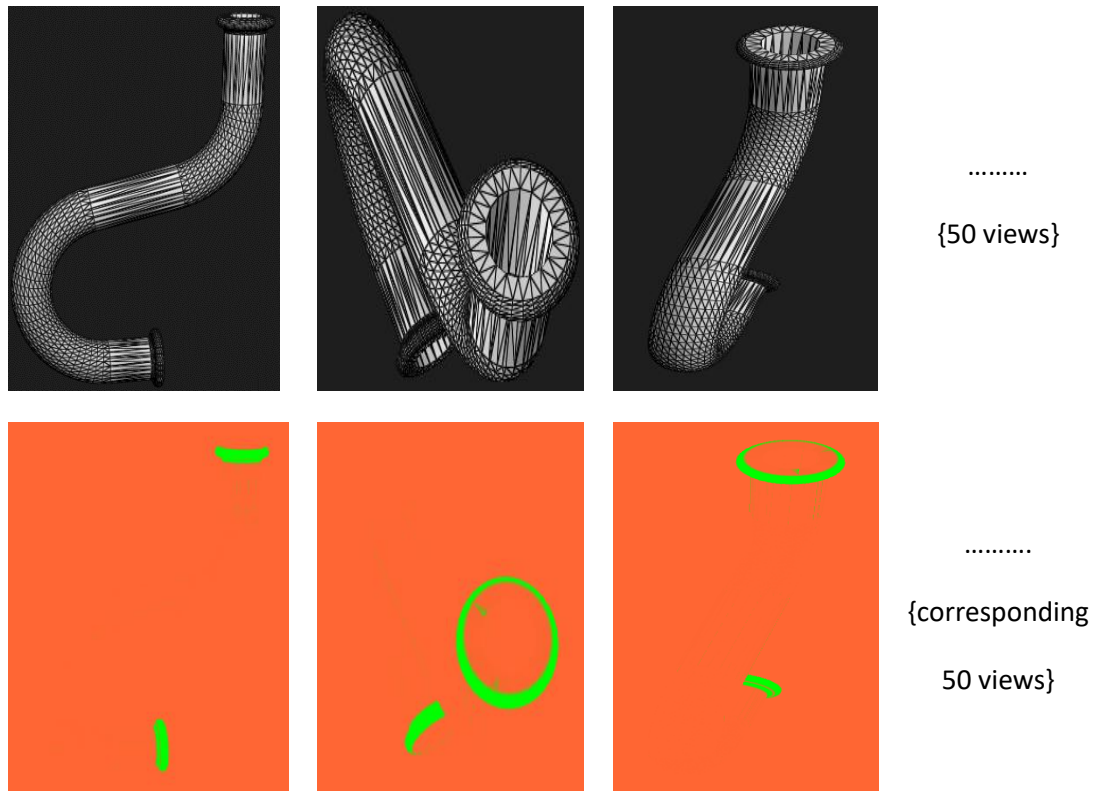 ………
{50 views}
……….
{corresponding
50 views}